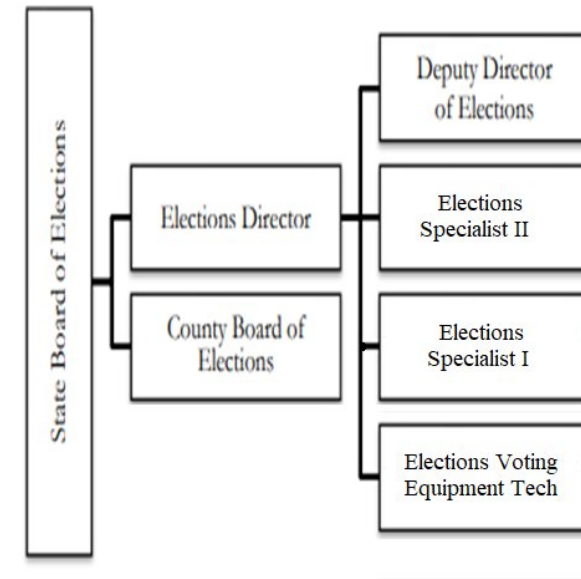 State Board of Elections
Elections Director
County Board of
Elections
Deputy Director
of Elections
Elections
Specialist II
Elections
Specialist I
Elections Voting
Equipment Tech